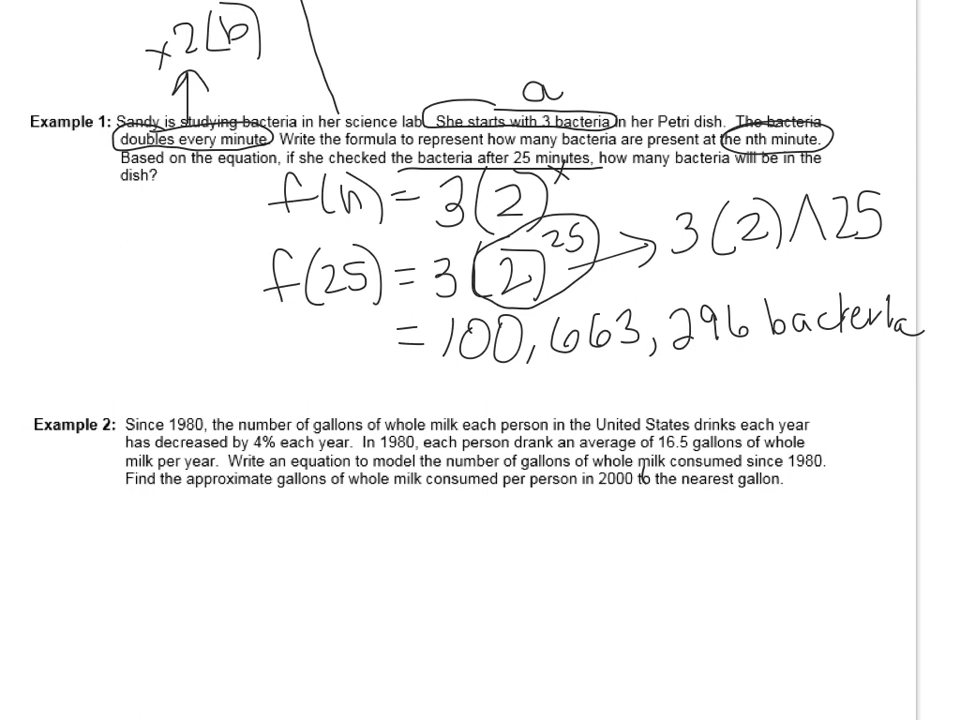 x2(b)
a
Example 1: Sandy is studying bacteria in her science lab. She starts with 3 bacteria in her Petri dish. The bacteria
doubles every minute. Write the formula to represent how many bacteria are present at the nth minute.
Based on the equation, if she checked the bacteria after 25 minutes, how many bacteria will be in the
dish?
f(n) = 3(2)^x
f(25) = 3(2)^25 → 3(2)^25
= 100,663,296 bacteria
Example 2: Since 1980, the number of gallons of whole milk each person in the United States drinks each year
has decreased by 4% each year. In 1980, each person drank an average of 16.5 gallons of whole
milk per year. Write an equation to model the number of gallons of whole milk consumed since 1980.
Find the approximate gallons of whole milk consumed per person in 2000 to the nearest gallon.